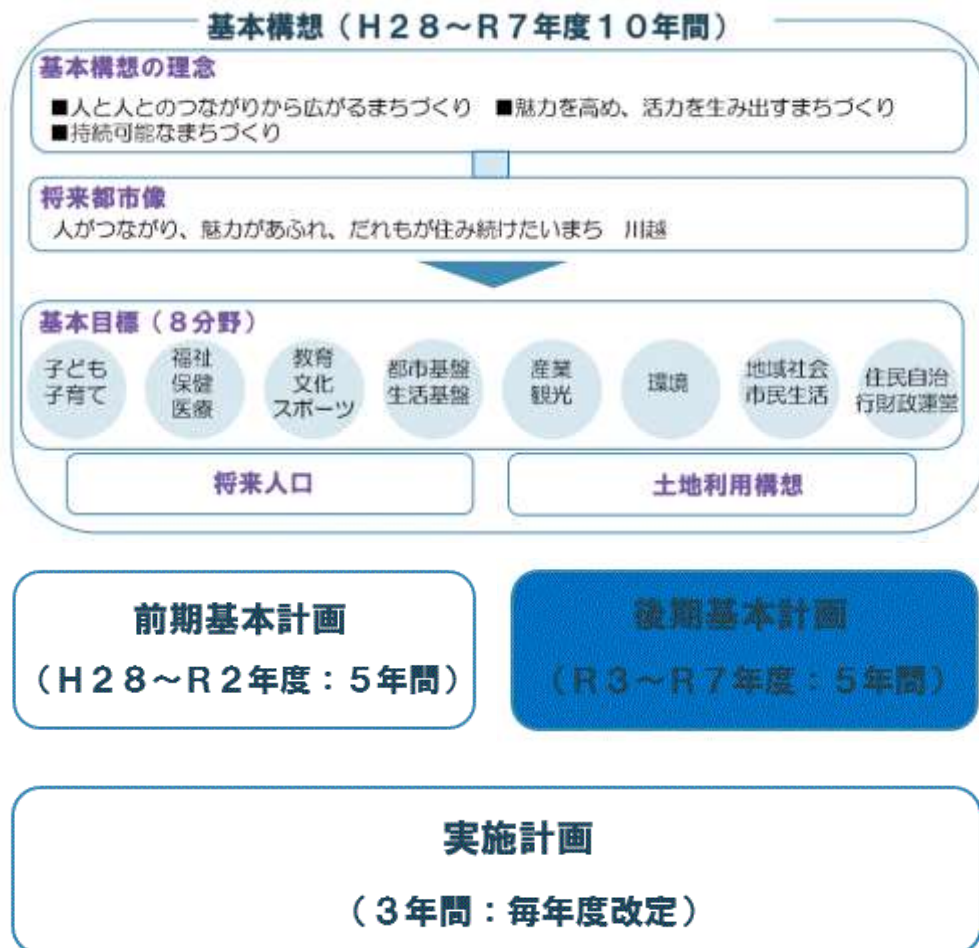 基本構想（Ｈ２８～Ｒ７年度１０年間）
基本構想の理念
■人と人とのつながりから広がるまちづくり　■魅力を高め、活力を生み出すまちづくり
■持続可能なまちづくり
将来都市像
人がつながり、魅力があふれ、だれもが住み続けたいまち　川越
基本目標（８分野）
子ども
子育て
福祉
保健
医療
教育
文化
スポーツ
都市基盤
生活基盤
産業
観光
環境
地域社会
市民生活
住民自治
行財政運営
将来人口
土地利用構想
前期基本計画
（Ｈ２８～Ｒ２年度：５年間）
後期基本計画
（Ｒ３～Ｒ７年度：５年間）
実施計画
（３年間：毎年度改定）